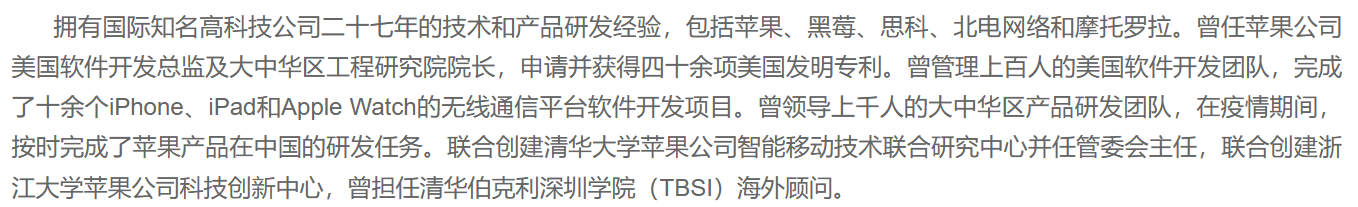 拥有国际知名高科技公司二十七年的技术和产品研发经验，包括苹果、黑莓、思科、北电网络和摩托罗拉。曾任苹果公司
美国软件开发总监及大中华区工程研究院院长，申请并获得四十余项美国发明专利。曾管理上百人的美国软件开发团队，完成
了十余个iPhone、iPad和Apple Watch的无线通信平台软件开发项目。曾领导上千人的大中华区产品研发团队，在疫情期间，
按时完成了苹果产品在中国的研发任务。联合创建清华大学苹果公司智能移动技术联合研究中心并任管委会主任，联合创建浙
江大学苹果公司科技创新中心，曾担任清华伯克利深圳学院（TBSI）海外顾问。